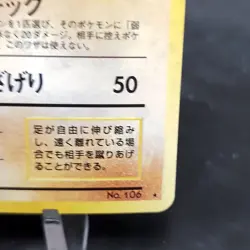 ック
ンを1匹選び、そのポケモンに「弱
なく20ダメージ。相手に控えポケ
、このワザは使えない。
ざげり 50
足が自由に伸び縮み
し、遠く離れている場
合でも相手を蹴りあげ
ることができる。
No. 106